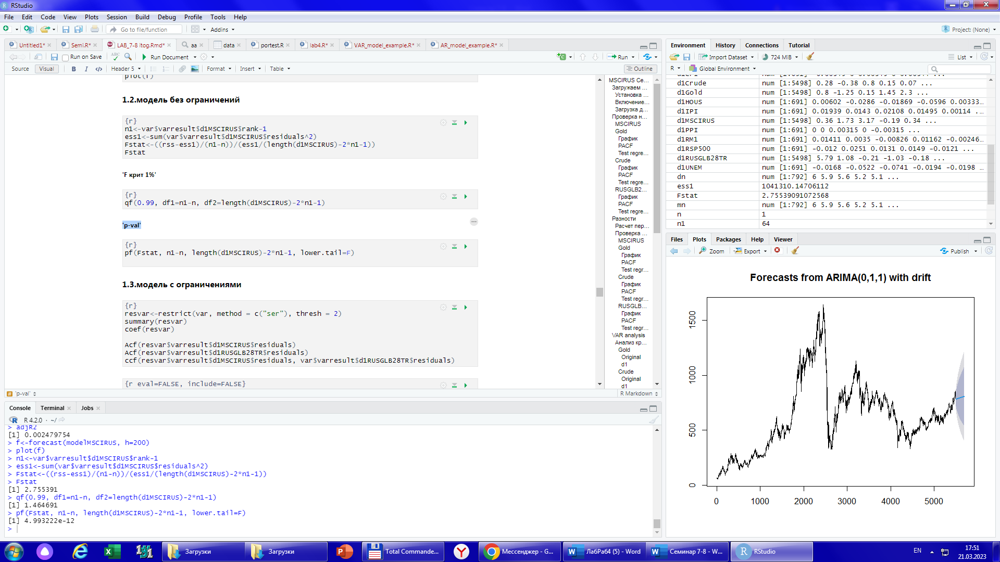 RStudio
File Edit Code View Plots Session Build Debug Profile Tools Help
Go to file/function Addins Project: (None)
Untitled1* Semi.R* LAB_7-8 itog.Rmd* aa data portest.R lab4.R* VAR_model_example.R* AR_model_example.R*
Run on Save ABC Run Document Run
Source Visual B I </> Header 5 Format Insert Table Outline
plot(f)
1.2.модель без ограничений
{r}
n1<-var$varresult$d1MSCIRUS$rank-1
ess1<-sum(var$varresult$d1MSCIRUS$residuals^2)
Fstat<-((rss-ess1)/(n1-n))/(ess1/(length(d1MSCIRUS)-2*n1-1))
Fstat
'F крит 1%'
{r}
qf(0.99, df1=n1-n, df2=length(d1MSCIRUS)-2*n1-1)
'p-val'
{r}
pf(Fstat, n1-n, length(d1MSCIRUS)-2*n1-1, lower.tail=F)
1.3.модель с ограничениями
{r}
resvar<-restrict(var, method = c("ser"), thresh = 2)
summary(resvar)
coef(resvar)
Acf(resvar$varresult$d1MSCIRUS$residuals)
Acf(resvar$varresult$d1RUSGLB28TR$residuals)
ccf(resvar$varresult$d1MSCIRUS$residuals, var$varresult$d1RUSGLB28TR$residuals)
{r eval=FALSE, include=FALSE}
MSCIRUS Ce...
Загружаем ...
Установка ...
Включение...
Загрузка д...
Проверка н...
MSCIRUS
Gold
График
PACF
Test regre...
Crude
График
PACF
Test regre...
RUSGLB2...
График
PACF
Test regre...
Разности
Расчет пер...
Проверка ...
MSCIRUS
Gold
График
PACF
Test regr...
Crude
График
PACF
Test regr...
RUSGLB...
График
PACF
Test regr...
VAR analysis
Анализ кр...
Gold
Original
d1
Crude
Original
d1
# 'p-val' R Markdown
Console Terminal Jobs
R 4.2.0 · ~/
> adjR2
[1] 0.002479754
> f<-forecast(modelMSCIRUS, h=200)
> plot(f)
> n1<-var$varresult$d1MSCIRUS$rank-1
> ess1<-sum(var$varresult$d1MSCIRUS$residuals^2)
> Fstat<-((rss-ess1)/(n1-n))/(ess1/(length(d1MSCIRUS)-2*n1-1))
> Fstat
[1] 2.755391
> qf(0.99, df1=n1-n, df2=length(d1MSCIRUS)-2*n1-1)
[1] 1.464691
> pf(Fstat, n1-n, length(d1MSCIRUS)-2*n1-1, lower.tail=F)
[1] 4.993222e-12
>
Environment History Connections Tutorial
Import Dataset 724 MiB List
R Global Environment
d1Crude num [1:5498] 0.28 -0.38 0.8 0.15 0.07 ...
d1Gold num [1:5498] 0.8 -1.25 0.15 1.45 2.3 ...
d1HOUS num [1:691] 0.00602 -0.0286 -0.01869 -0.0596 0.00333...
d1IPI num [1:691] 0.01939 0.0143 0.02108 0.01495 0.00114 ...
d1MSCIRUS num [1:5498] 0.36 1.73 3.17 -0.19 0.34 ...
d1PPI num [1:691] 0 0 0.00315 0 -0.00315 ...
d1RM1 num [1:691] 0.01411 0.0035 -0.00826 0.01162 -0.00246...
d1RSP500 num [1:691] -0.012 0.0251 0.0131 0.0149 -0.0121 ...
d1RUSGLB28TR num [1:5498] 5.79 1.08 -0.21 -1.03 -0.18 ...
d1UNEM num [1:691] -0.0168 -0.0522 -0.0741 -0.0194 -0.0198 ...
dn num [1:792] 6 5.9 5.6 5.2 5.1 ...
ess1 1041310.14706112
Fstat 2.75539091072568
mn num [1:792] 6 5.9 5.6 5.2 5.1 ...
n 1
n1 64
Files Plots Packages Help Viewer
Zoom Export Publish
Forecasts from ARIMA(0,1,1) with drift
1500
1000
500
0
0 1000 2000 3000 4000 5000
Загрузки Загрузки Total Commande... Мессенджер - G... ЛабРаб4 (5) - Word Семинар 7-8 - W... RStudio
EN 17:51
21.03.2023